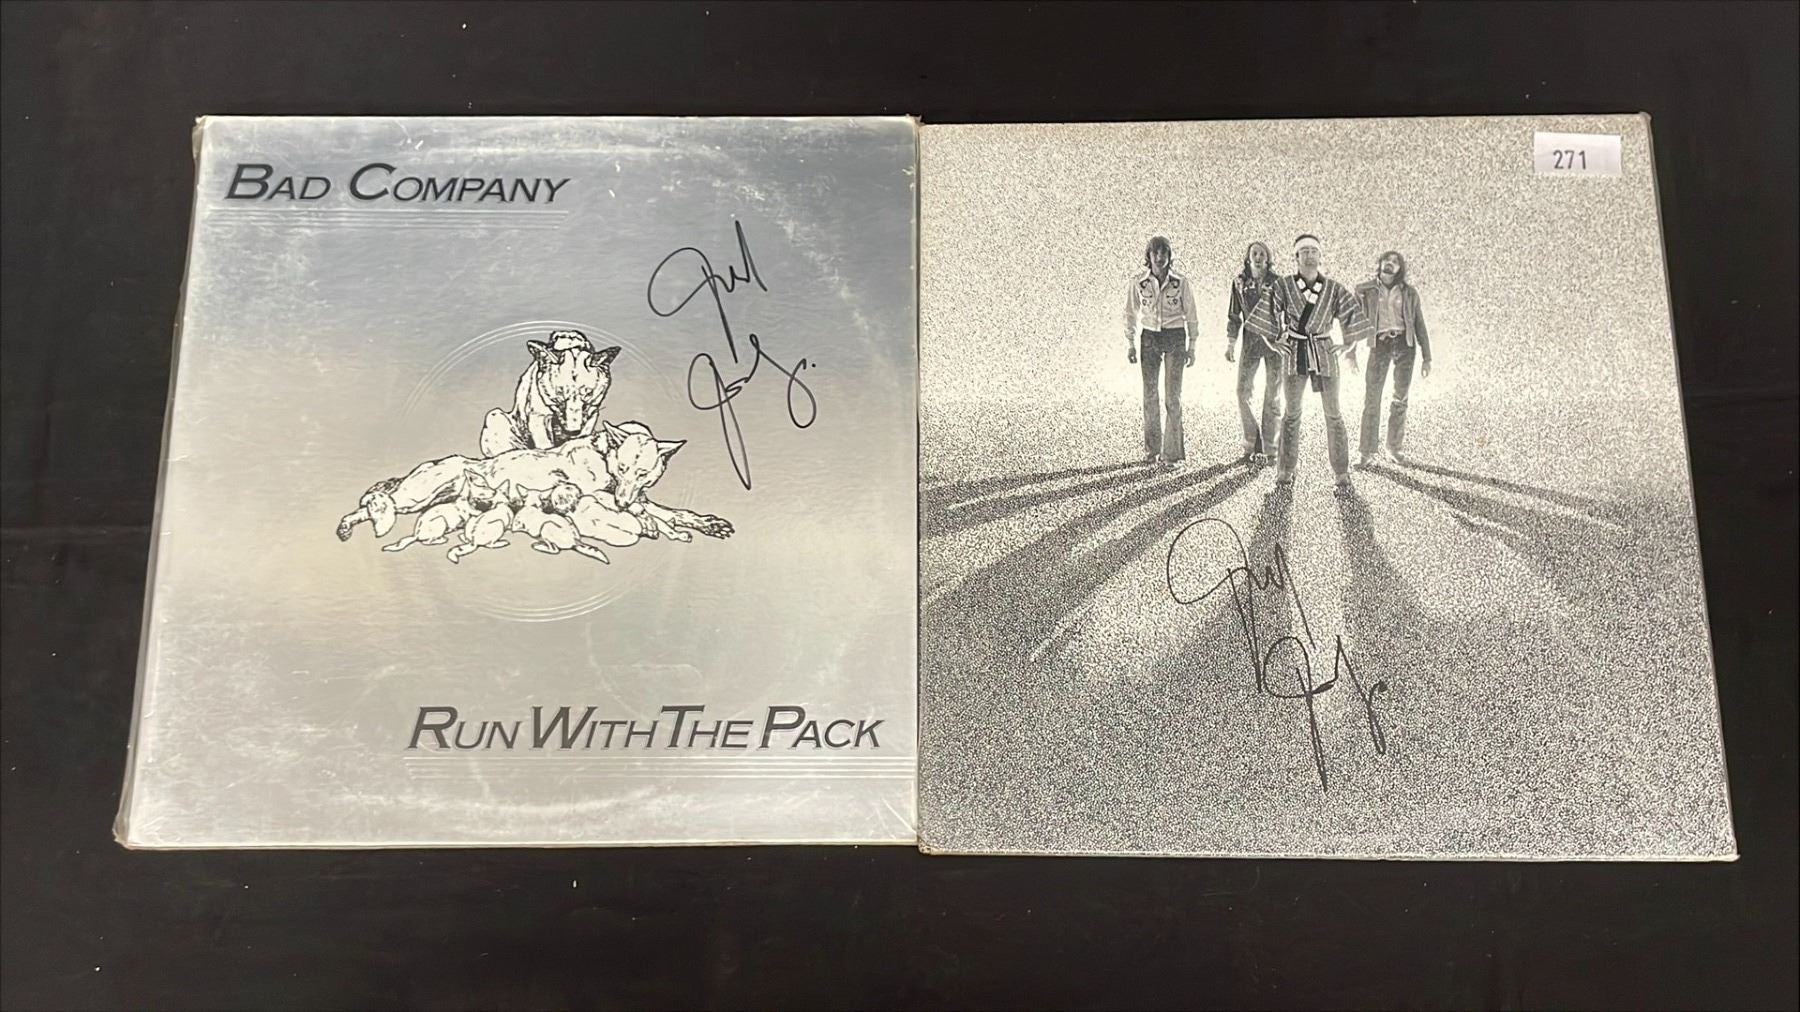 BAD COMPANY
RUN WITH THE PACK
271